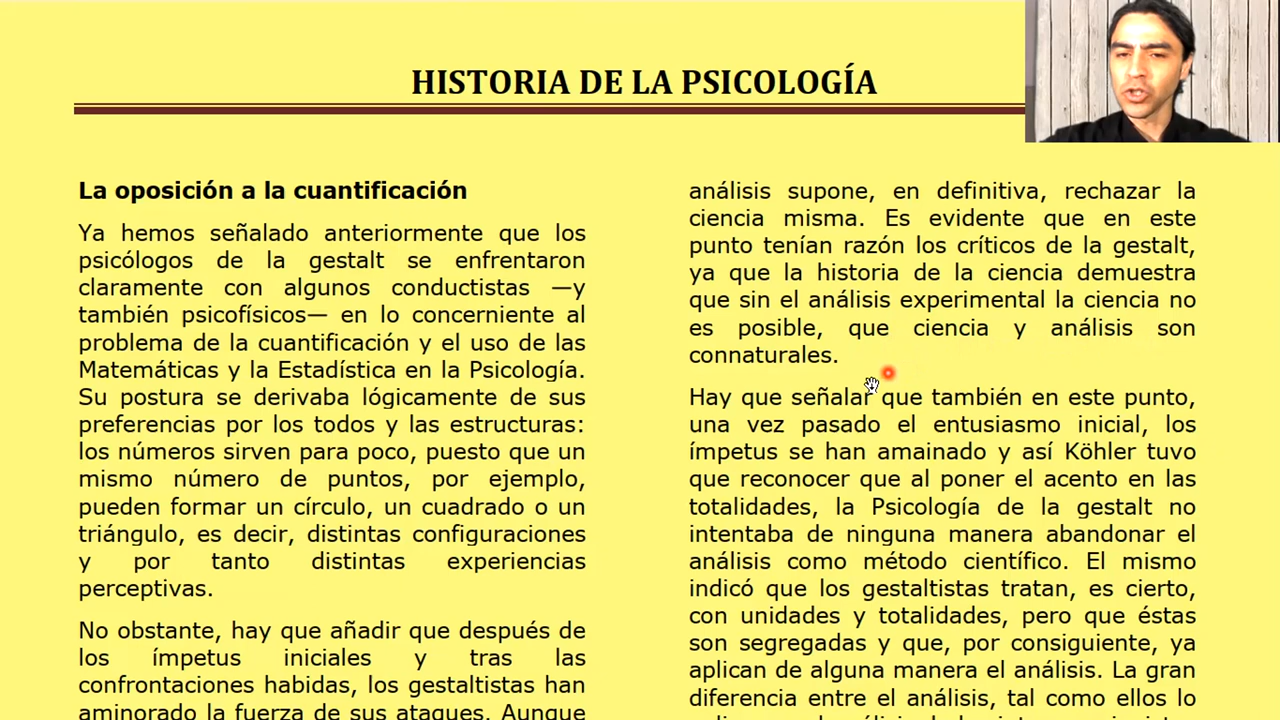 HISTORIA DE LA PSICOLOGÍA
La oposición a la cuantificación
Ya hemos señalado anteriormente que los
psicólogos de la gestalt se enfrentaron
claramente con algunos conductistas —y
también psicofísicos— en lo concerniente al
problema de la cuantificación y el uso de las
Matemáticas y la Estadística en la Psicología.
Su postura se derivaba lógicamente de sus
preferencias por los todos y las estructuras:
los números sirven para poco, puesto que un
mismo número de puntos, por ejemplo,
pueden formar un círculo, un cuadrado o un
triángulo, es decir, distintas configuraciones
y por tanto distintas experiencias
perceptivas.
No obstante, hay que añadir que después de
los ímpetus iniciales y tras las
confrontaciones habidas, los gestaltistas han
aminorado la fuerza de sus ataques. Aunque
análisis supone, en definitiva, rechazar la
ciencia misma. Es evidente que en este
punto tenían razón los críticos de la gestalt,
ya que la historia de la ciencia demuestra
que sin el análisis experimental la ciencia no
es posible, que ciencia y análisis son
connaturales.
Hay que señalar que también en este punto,
una vez pasado el entusiasmo inicial, los
ímpetus se han amainado y así Köhler tuvo
que reconocer que al poner el acento en las
totalidades, la Psicología de la gestalt no
intentaba de ninguna manera abandonar el
análisis como método científico. El mismo
indicó que los gestaltistas tratan, es cierto,
con unidades y totalidades, pero que éstas
son segregadas y que, por consiguiente, ya
aplican de alguna manera el análisis. La gran
diferencia entre el análisis, tal como ellos lo